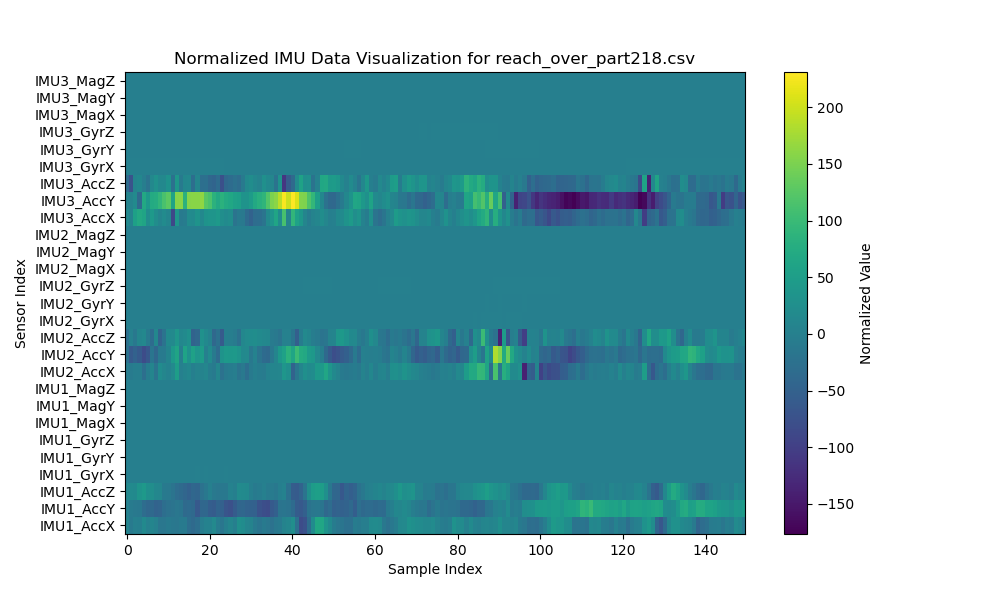 Normalized IMU Data Visualization for reach_over_part218.csv
IMU3_MagZ
IMU3_MagY
IMU3_MagX
IMU3_GyrZ
IMU3_GyrY
IMU3_GyrX
IMU3_AccZ
IMU3_AccY
IMU3_AccX
IMU2_MagZ
IMU2_MagY
IMU2_MagX
IMU2_GyrZ
IMU2_GyrY
IMU2_GyrX
IMU2_AccZ
IMU2_AccY
IMU2_AccX
IMU1_MagZ
IMU1_MagY
IMU1_MagX
IMU1_GyrZ
IMU1_GyrY
IMU1_GyrX
IMU1_AccZ
IMU1_AccY
IMU1_AccX
Sensor Index
0 20 40 60 80 100 120 140
Sample Index
200
150
100
50
0
−50
−100
−150
Normalized Value